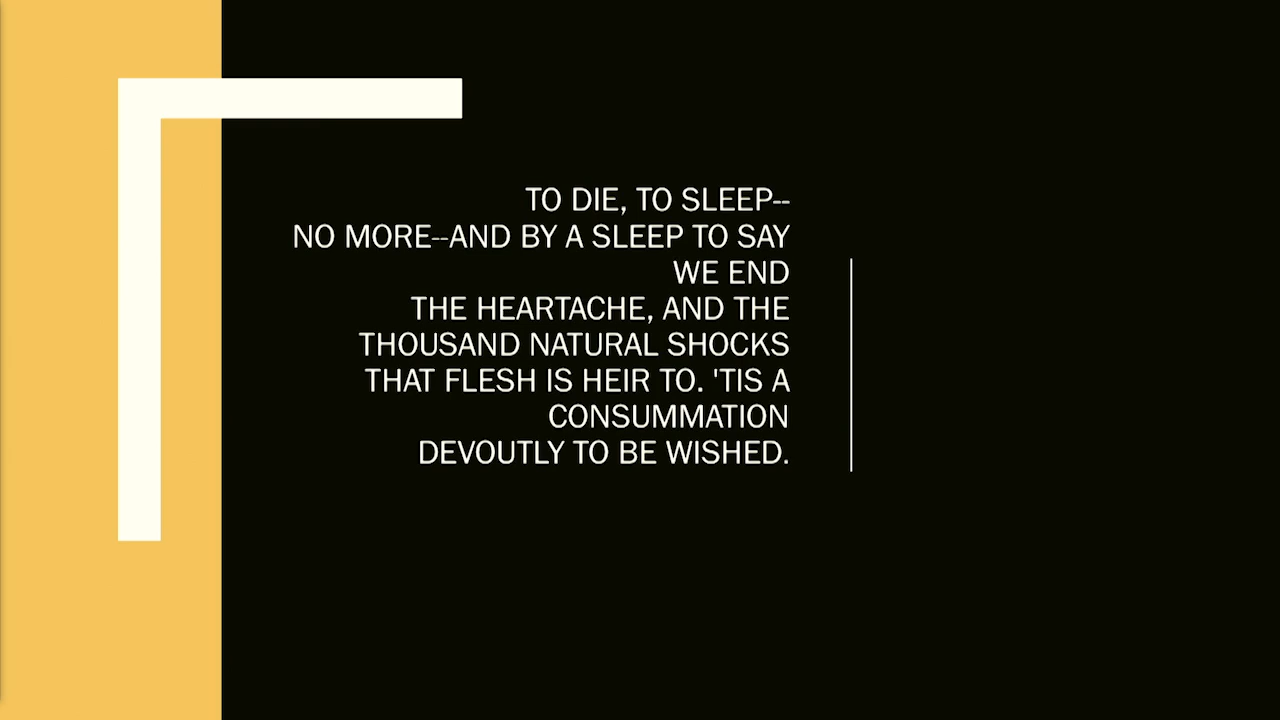 TO DIE, TO SLEEP--
NO MORE--AND BY A SLEEP TO SAY
WE END
THE HEARTACHE, AND THE
THOUSAND NATURAL SHOCKS
THAT FLESH IS HEIR TO. 'TIS A
CONSUMMATION
DEVOUTLY TO BE WISHED.